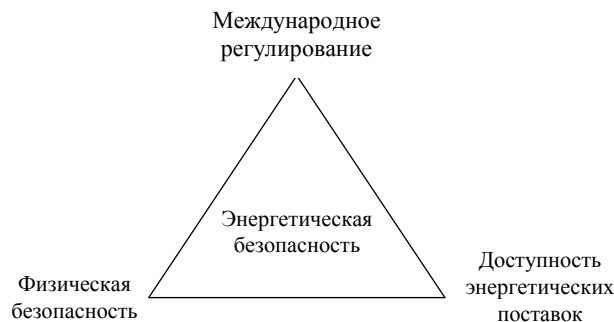 Международное
регулирование
Энергетическая
безопасность
Физическая
безопасность
Доступность
энергетических
поставок